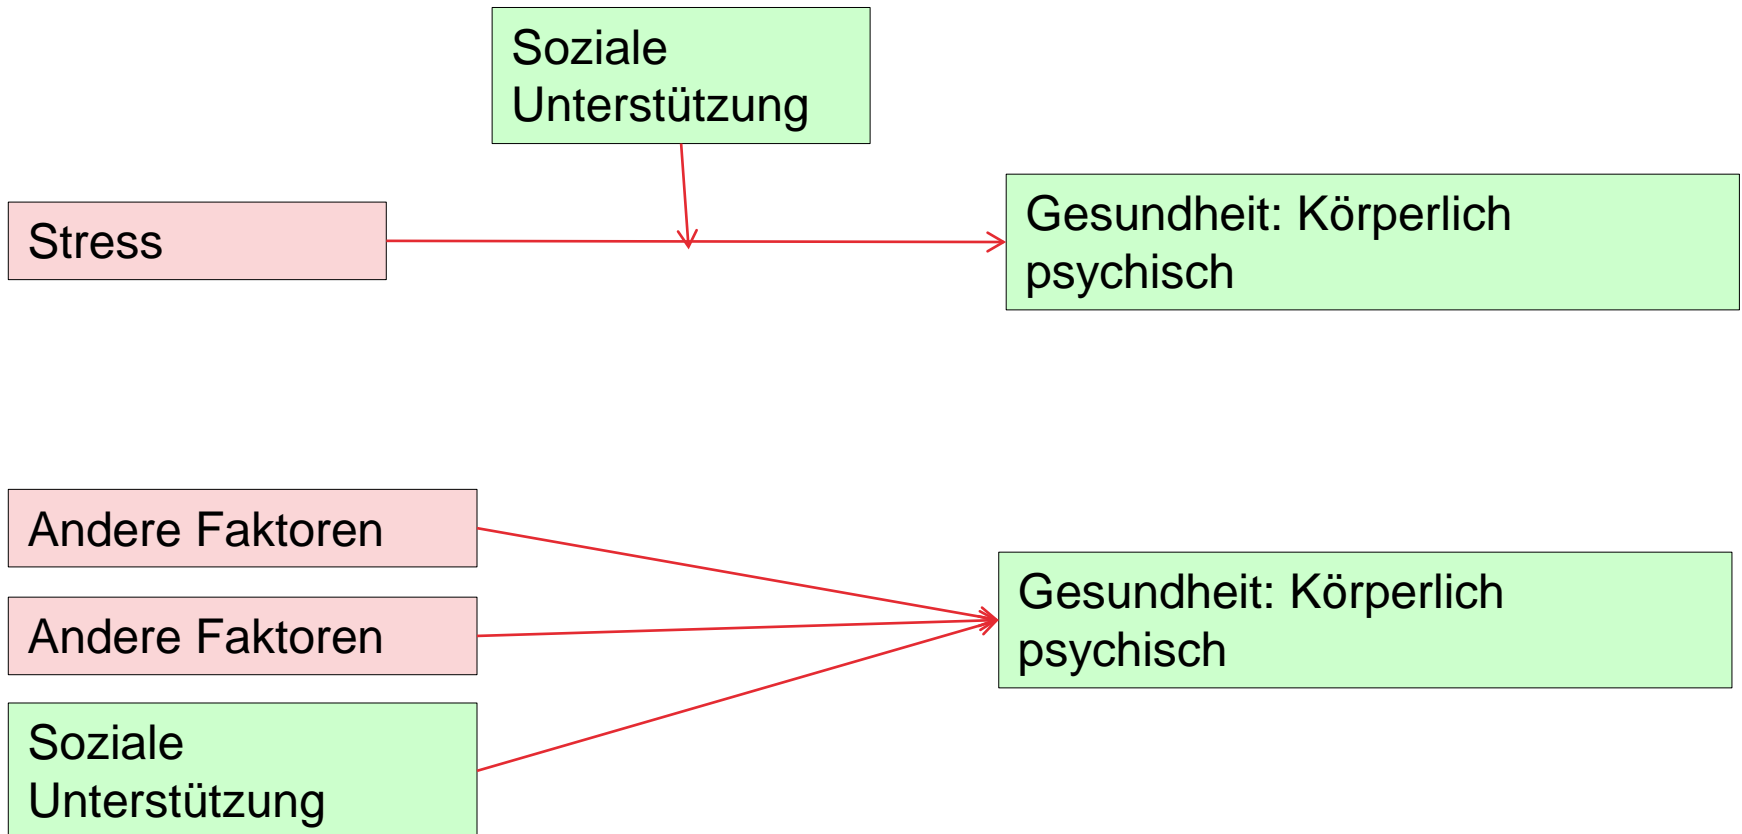 Soziale
Unterstützung
Stress
Gesundheit: Körperlich
psychisch
Andere Faktoren
Andere Faktoren
Gesundheit: Körperlich
psychisch
Soziale
Unterstützung